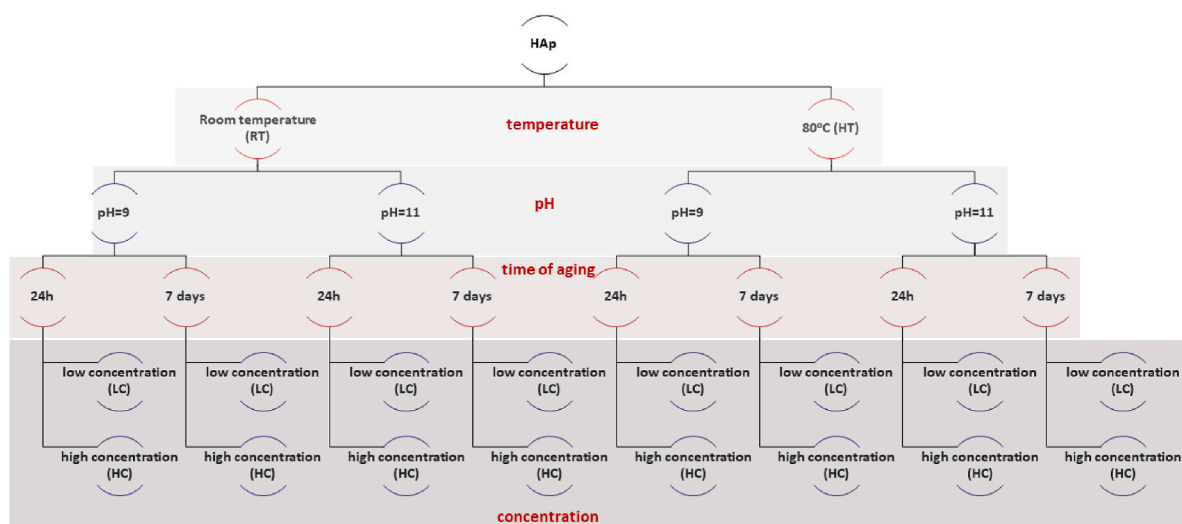 HAp
Room temperature
(RT)
temperature
80°C (HT)
pH=9
pH=11
pH
pH=9
pH=11
time of aging
24h
7 days
24h
7 days
24h
7 days
24h
7 days
low concentration
(LC)
low concentration
(LC)
low concentration
(LC)
low concentration
(LC)
low concentration
(LC)
low concentration
(LC)
low concentration
(LC)
low concentration
(LC)
high concentration
(HC)
high concentration
(HC)
high concentration
(HC)
high concentration
(HC)
high concentration
(HC)
high concentration
(HC)
high concentration
(HC)
high concentration
(HC)
concentration